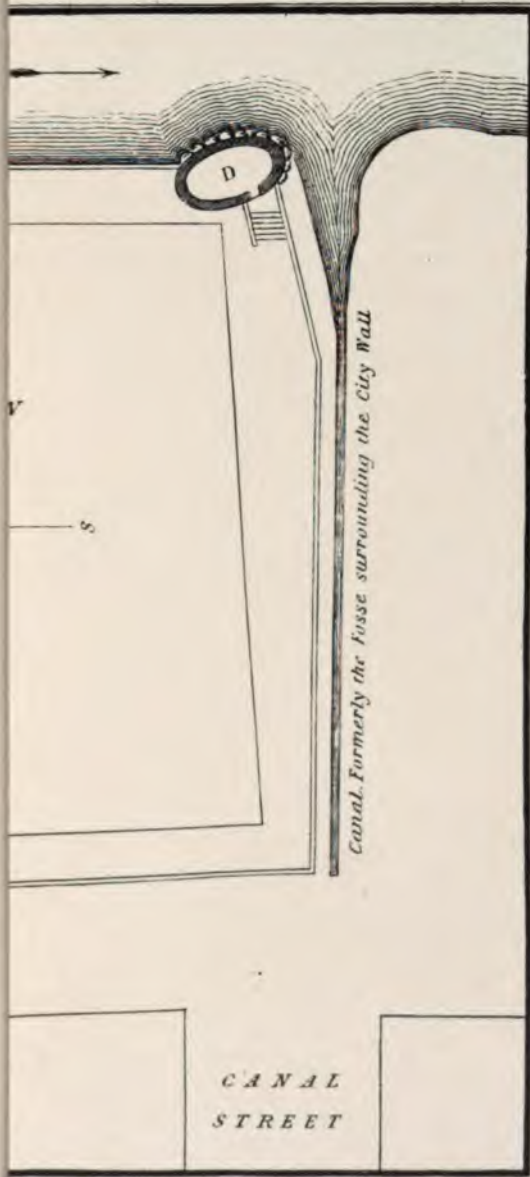 D
S
Canal. Formerly the Fosse surrounding the City Wall
CANAL
STREET